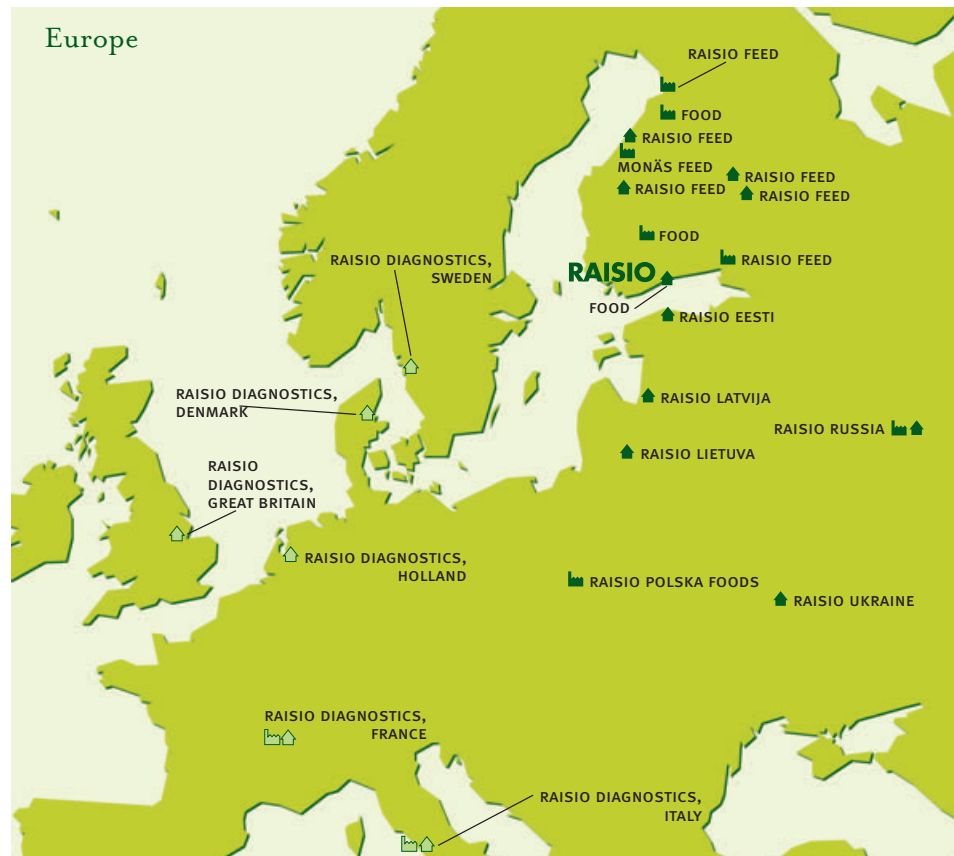 Europe
RAISIO FEED
FOOD
RAISIO FEED
MONÄS FEED
RAISIO FEED
RAISIO FEED
RAISIO FEED
FOOD
RAISIO DIAGNOSTICS,
SWEDEN
RAISIO FEED
RAISIO
FOOD
RAISIO EESTI
RAISIO DIAGNOSTICS,
DENMARK
RAISIO LATVIJA
RAISIO RUSSIA
RAISIO LIETUVA
RAISIO
DIAGNOSTICS,
GREAT BRITAIN
RAISIO DIAGNOSTICS,
HOLLAND
RAISIO POLSKA FOODS
RAISIO UKRAINE
RAISIO DIAGNOSTICS,
FRANCE
RAISIO DIAGNOSTICS,
ITALY